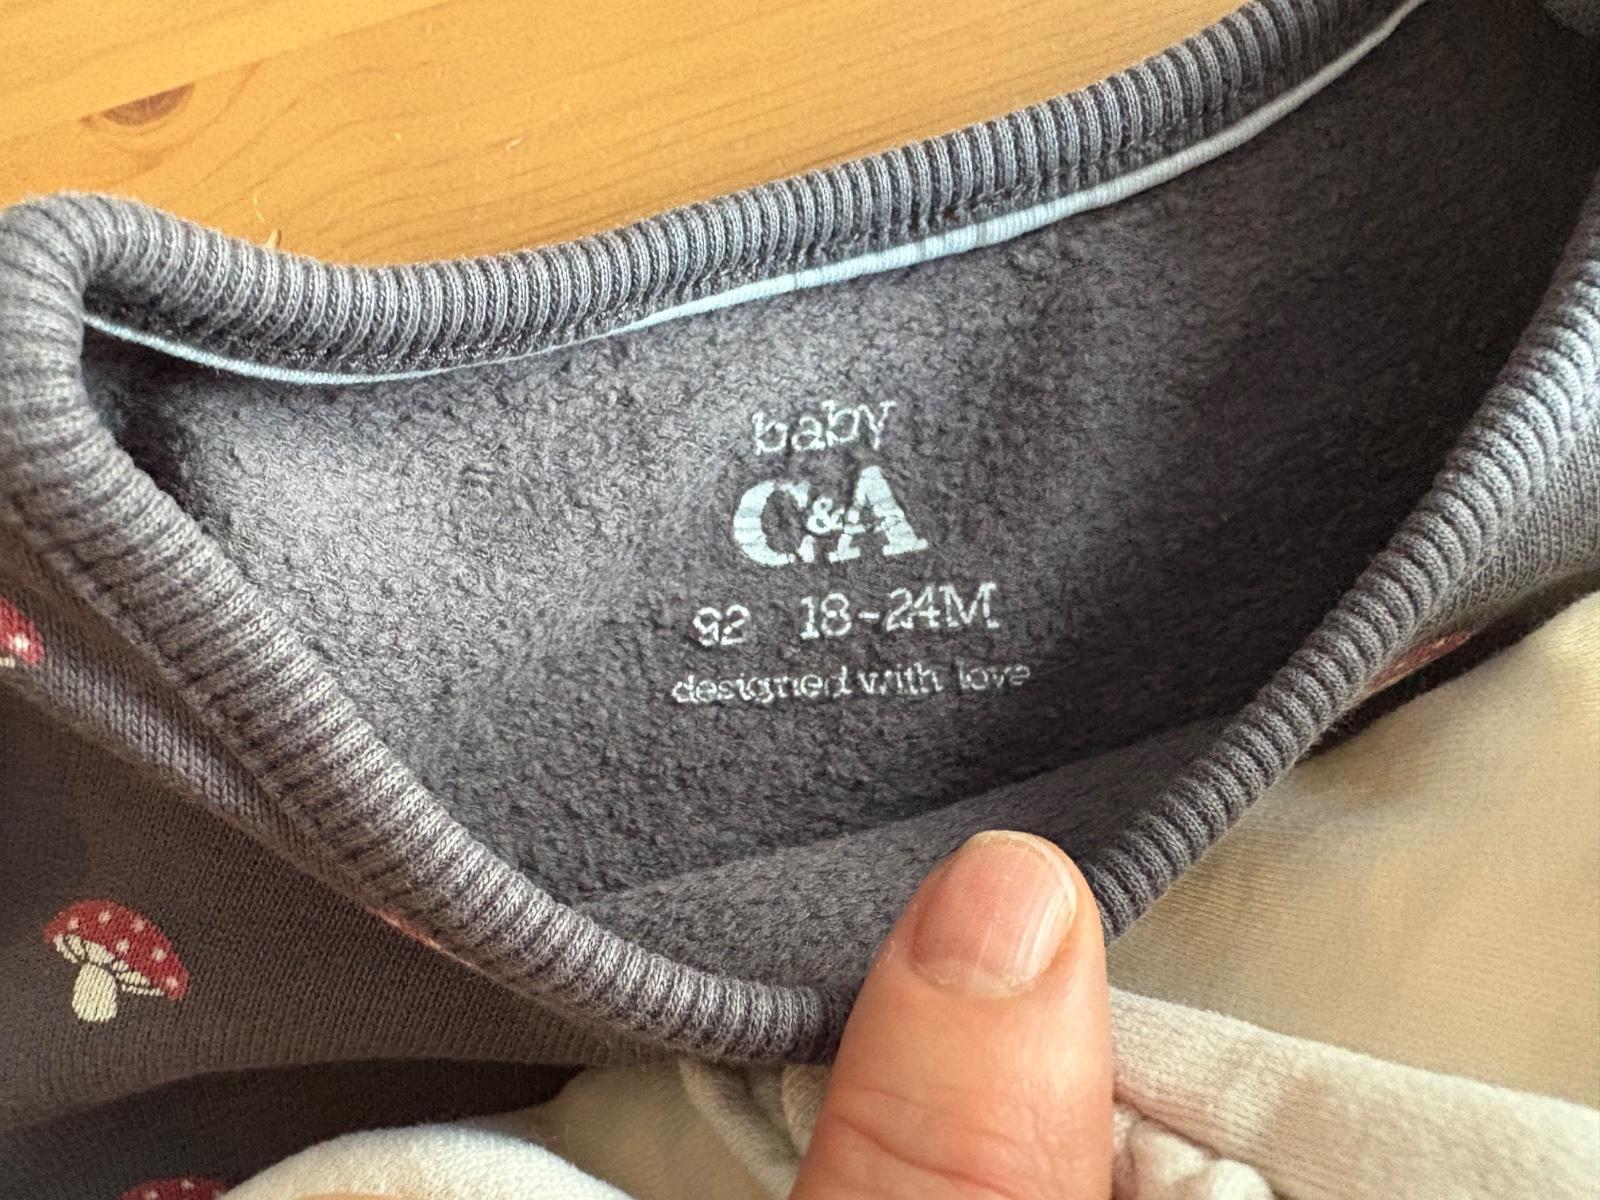 baby
C&A
92 18-24M
designed with love